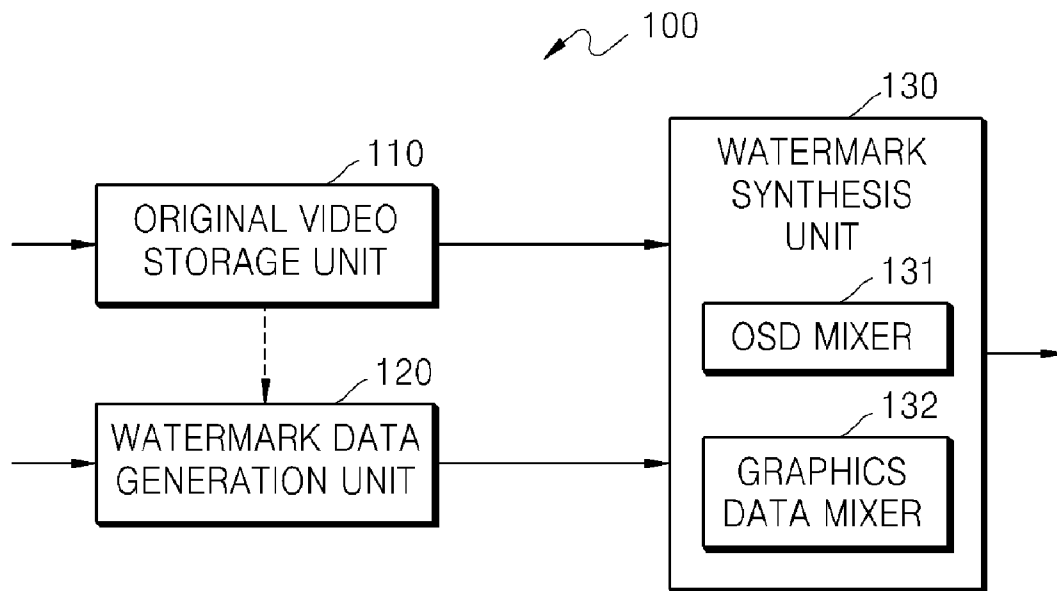 100
130
WATERMARK
SYNTHESIS
UNIT
110
ORIGINAL VIDEO
STORAGE UNIT
131
OSD MIXER
120
WATERMARK DATA
GENERATION UNIT
132
GRAPHICS
DATA MIXER